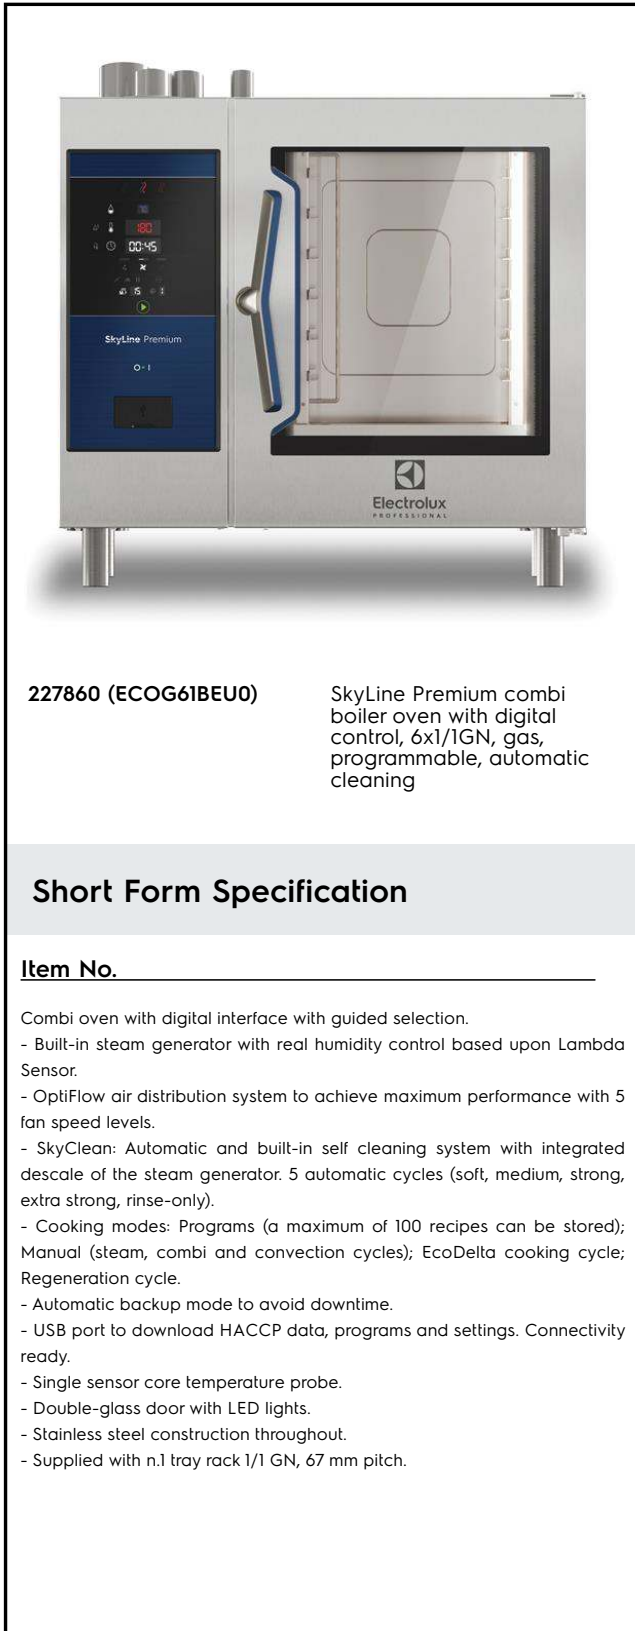 180
00:45
15
SkyLine Premium
Electrolux
PROFESSIONAL
227860 (ECOG61BEU0)
SkyLine Premium combi
boiler oven with digital
control, 6x1/1GN, gas,
programmable, automatic
cleaning
Short Form Specification
Item No.
Combi oven with digital interface with guided selection.
- Built-in steam generator with real humidity control based upon Lambda
Sensor.
- OptiFlow air distribution system to achieve maximum performance with 5
fan speed levels.
- SkyClean: Automatic and built-in self cleaning system with integrated
descale of the steam generator. 5 automatic cycles (soft, medium, strong,
extra strong, rinse-only).
- Cooking modes: Programs (a maximum of 100 recipes can be stored);
Manual (steam, combi and convection cycles); EcoDelta cooking cycle;
Regeneration cycle.
- Automatic backup mode to avoid downtime.
- USB port to download HACCP data, programs and settings. Connectivity
ready.
- Single sensor core temperature probe.
- Double-glass door with LED lights.
- Stainless steel construction throughout.
- Supplied with n.1 tray rack 1/1 GN, 67 mm pitch.